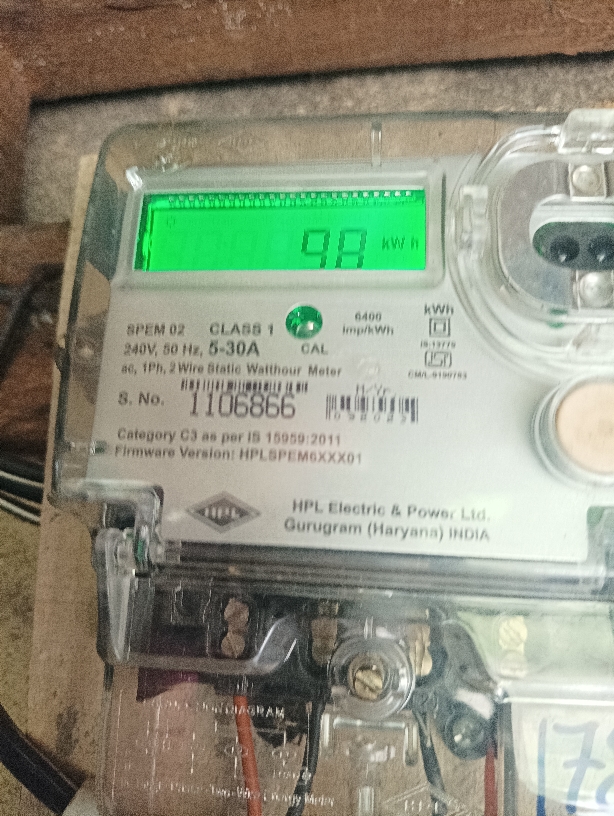 98 kWh
SPEM 02 CLASS 1
6400
imp/kWh
kWh
240V, 50 Hz, 5-30A
CAL
ac, 1Ph, 2 Wire Static Watthour Meter
S. No. 1106866
M/Yr.
Category C3 as per IS 15959:2011
Firmware Version: HPLSPEM6XXX01
HPL
HPL Electric & Power Ltd.
Gurugram (Haryana) INDIA